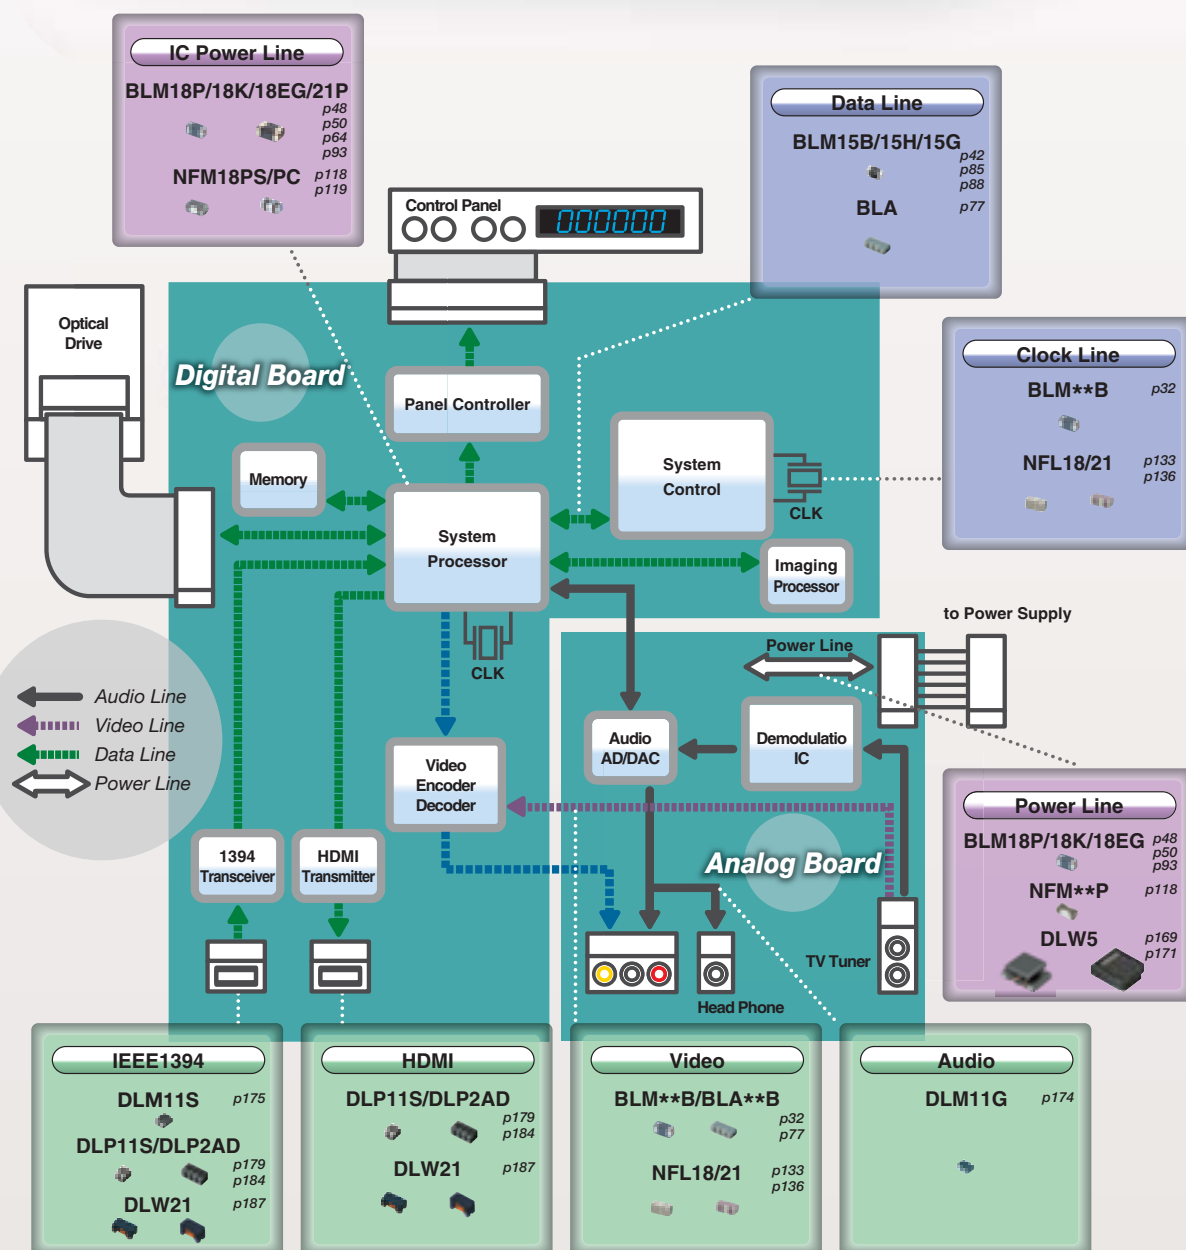 IC Power Line
BLM18P/18K/18EG/21P
p48
p50
p64
p93
NFM18PS/PC p118
p119
Data Line
BLM15B/15H/15G
p42
p85
p88
BLA p77
Control Panel
000000
Optical
Drive
Digital Board
Panel Controller
Clock Line
BLM**B p32
NFL18/21 p133
p136
Memory
System
Control
CLK
System
Processor
Imaging
Processor
CLK
to Power Supply
Power Line
Audio Line
Video Line
Data Line
Power Line
Audio
AD/DAC
Demodulatio
IC
Video
Encoder
Decoder
Power Line
BLM18P/18K/18EG p48
p50
p93
NFM**P p118
DLW5 p169
p171
1394
Transceiver
HDMI
Transmitter
Analog Board
TV Tuner
Head Phone
IEEE1394
DLM11S p175
DLP11S/DLP2AD
p179
p184
DLW21 p187
HDMI
DLP11S/DLP2AD
p179
p184
DLW21 p187
Video
BLM**B/BLA**B
p32
p77
NFL18/21 p133
p136
Audio
DLM11G p174